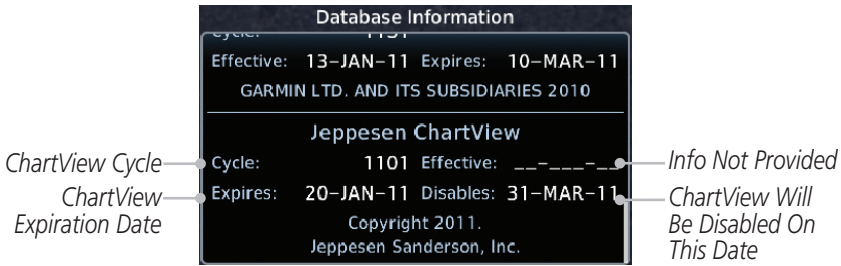 Database Information
Effective: 13-JAN-11 Expires: 10-MAR-11
GARMIN LTD. AND ITS SUBSIDIARIES 2010
Jeppesen ChartView
Cycle: 1101 Effective: __-___-__
Expires: 20-JAN-11 Disables: 31-MAR-11
Copyright 2011.
Jeppesen Sanderson, Inc.
ChartView Cycle
ChartView
Expiration Date
Info Not Provided
ChartView Will
Be Disabled On
This Date